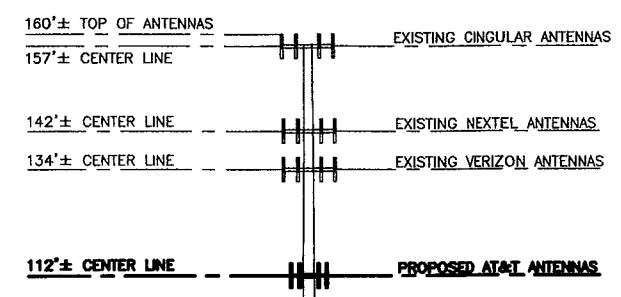 160'± TOP OF ANTENNAS
EXISTING CINGULAR ANTENNAS
157'± CENTER LINE
142'± CENTER LINE
EXISTING NEXTEL ANTENNAS
134'± CENTER LINE
EXISTING VERIZON ANTENNAS
112'± CENTER LINE
PROPOSED AT&T ANTENNAS